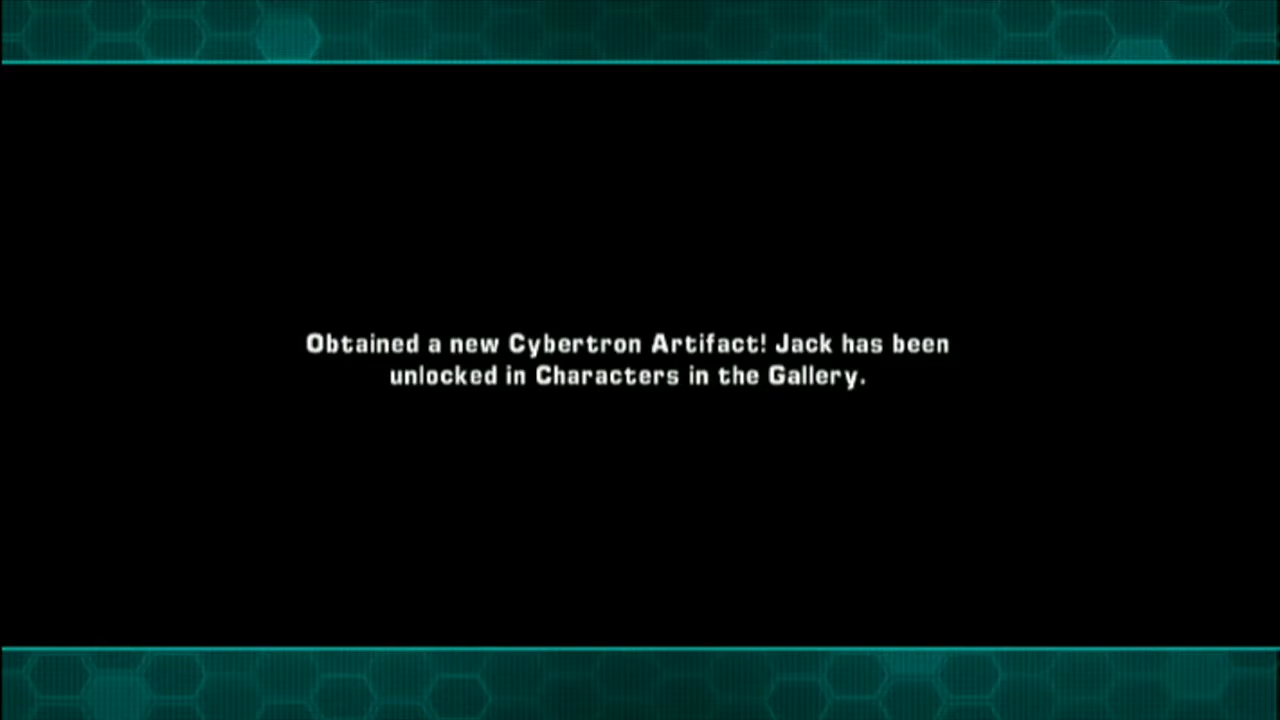 Obtained a new Cybertron Artifact! Jack has been
unlocked in Characters in the Gallery.